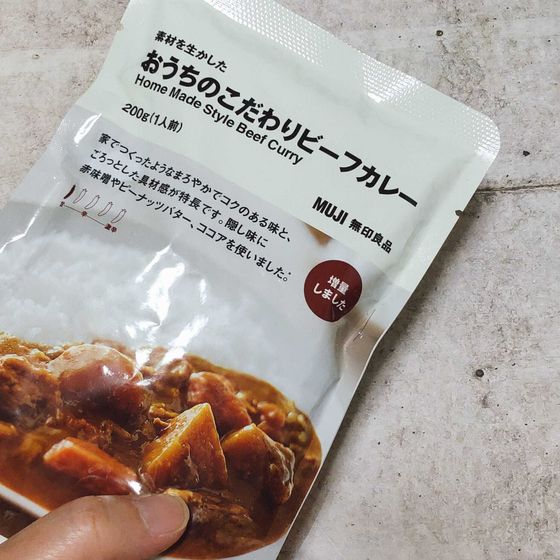 素材を生かした
おうちのこだわりビーフカレー
Home Made Style Beef Curry
200g(1人前)
MUJI 無印良品
家でつくったようなまろやかでコクのある味と、
ごろっとした具材感が特長です。隠し味に
赤味噌やピーナッツバター、ココアを使いました。
増量
しました